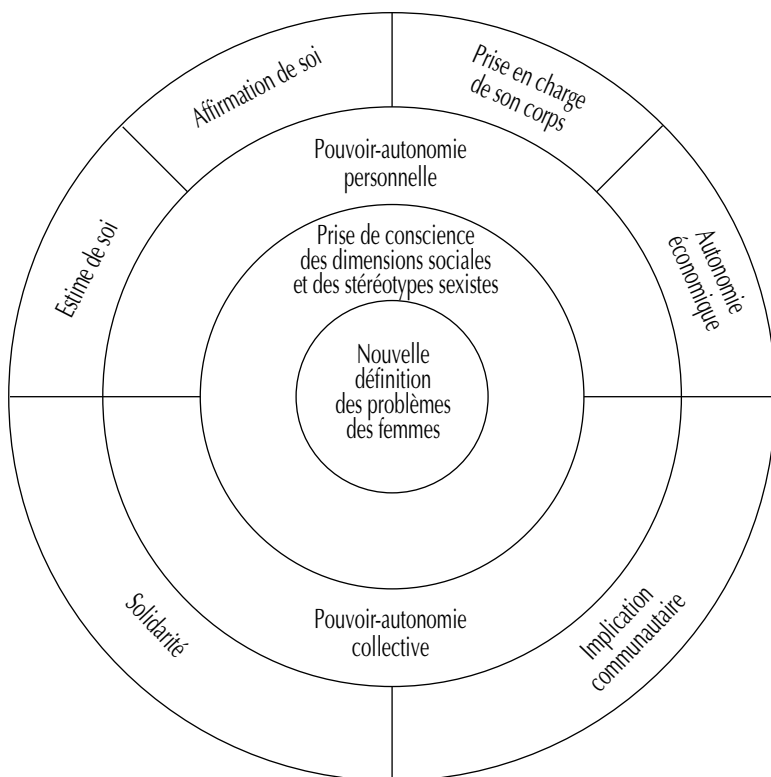 Affirmation de soi
Prise en charge
de son corps
Estime de soi
Autonomie
économique
Pouvoir-autonomie
personnelle
Prise de conscience
des dimensions sociales
et des stéréotypes sexistes
Nouvelle
définition
des problèmes
des femmes
Pouvoir-autonomie
collective
Solidarité
Implication
communautaire